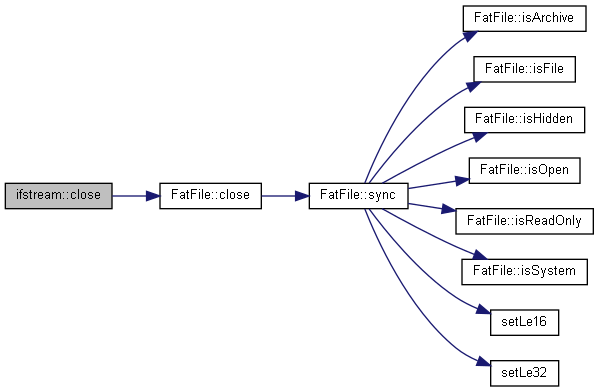 ifstream::close
FatFile::close
FatFile::sync
FatFile::isArchive
FatFile::isFile
FatFile::isHidden
FatFile::isOpen
FatFile::isReadOnly
FatFile::isSystem
setLe16
setLe32